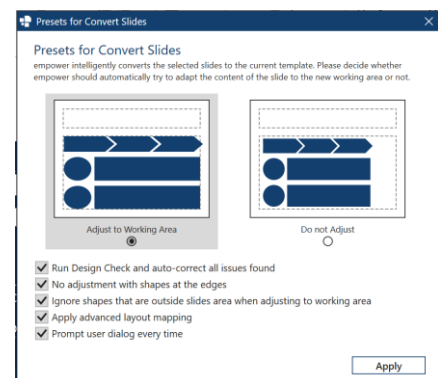 Presets for Convert Slides
Presets for Convert Slides
empower intelligently converts the selected slides to the current template. Please decide whether
empower should automatically try to adapt the content of the slide to the new working area or not.
Adjust to Working Area
Do not Adjust
Run Design Check and auto-correct all issues found
No adjustment with shapes at the edges
Ignore shapes that are outside slides area when adjusting to working area
Apply advanced layout mapping
Prompt user dialog every time
Apply